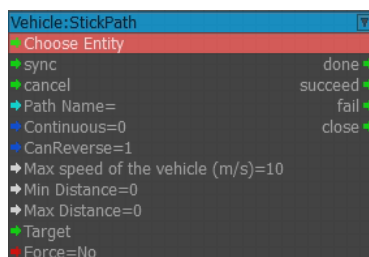 Vehicle:StickPath
Choose Entity
sync done
cancel succeed
Path Name= fail
Continuous=0 close
CanReverse=1
Max speed of the vehicle (m/s)=10
Min Distance=0
Max Distance=0
Target
Force=No